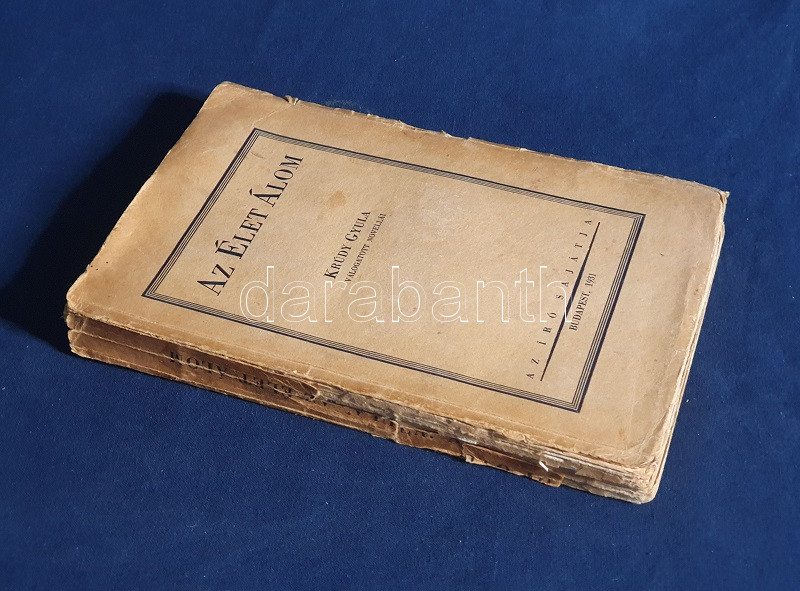 AZ ÉLET ÁLOM
KRÚDY GYULA
VÁLOGATOTT NOVELLÁI
AZ ÍRÓ SAJÁTJA
BUDAPEST, 1931
darabanth